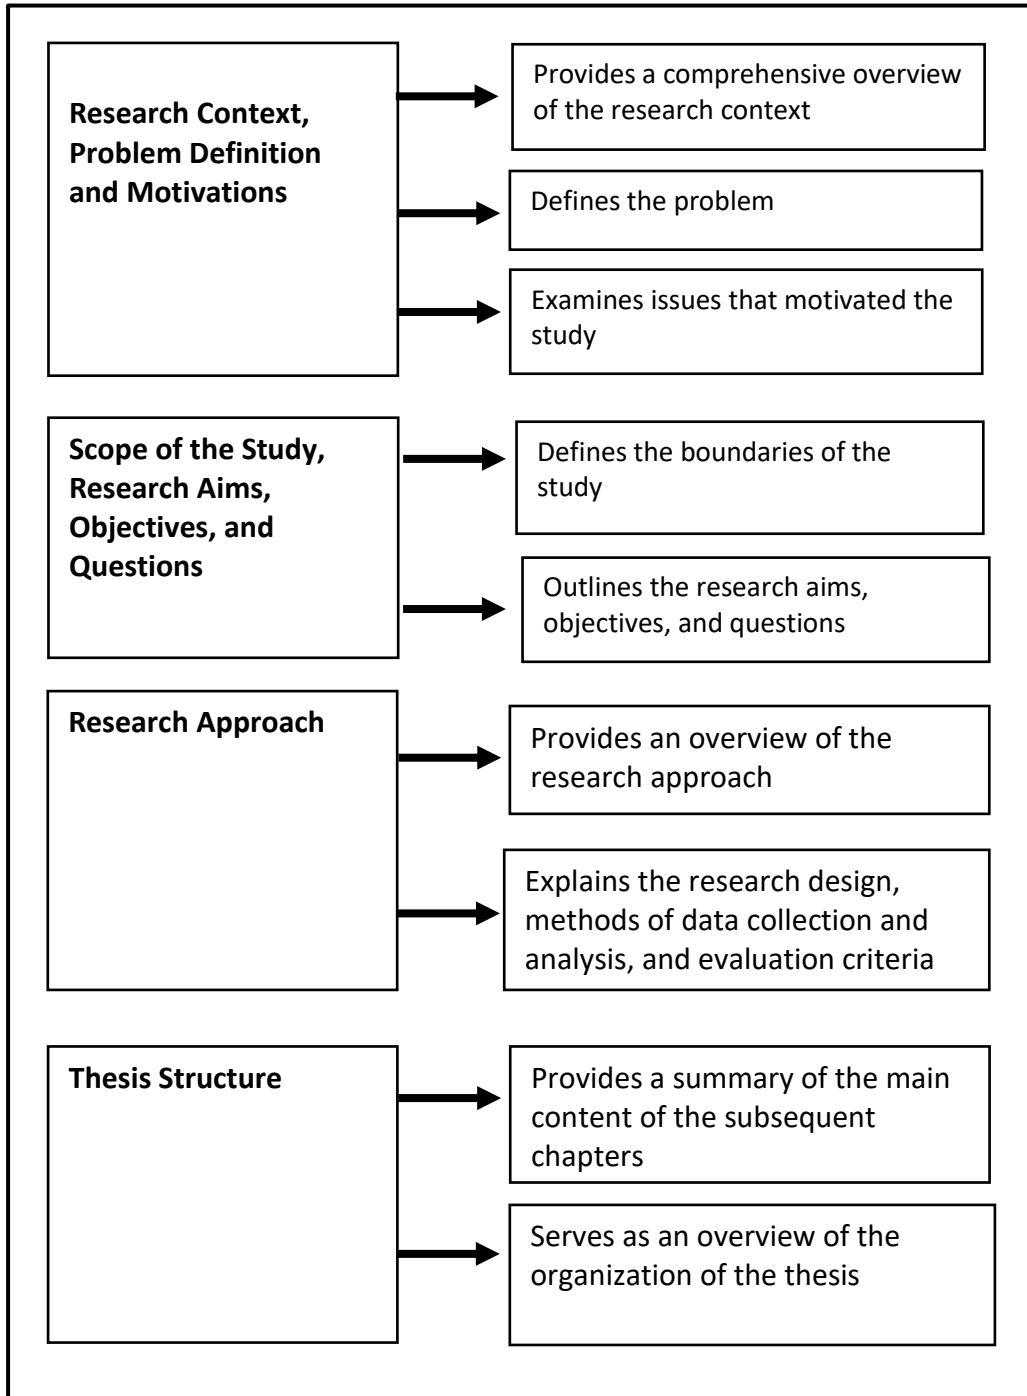 Research Context,
Problem Definition
and Motivations
Provides a comprehensive overview
of the research context
Defines the problem
Examines issues that motivated the
study
Scope of the Study,
Research Aims,
Objectives, and
Questions
Defines the boundaries of the
study
Outlines the research aims,
objectives, and questions
Research Approach
Provides an overview of the
research approach
Explains the research design,
methods of data collection and
analysis, and evaluation criteria
Thesis Structure
Provides a summary of the main
content of the subsequent
chapters
Serves as an overview of the
organization of the thesis